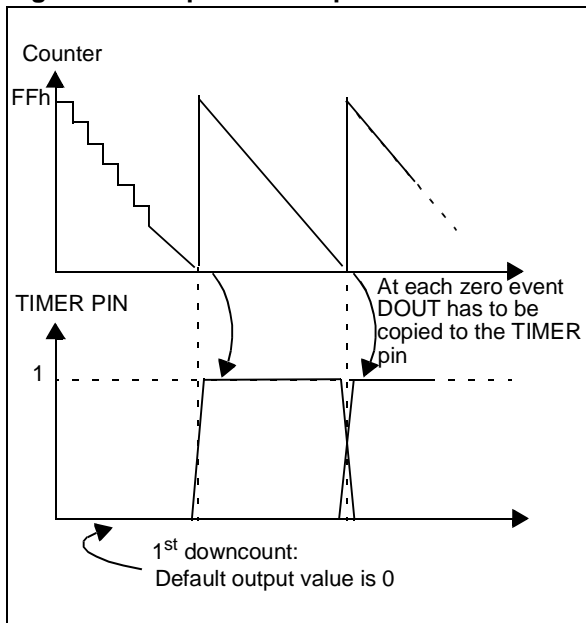 Counter
FFh
At each zero event
DOUT has to be
copied to the TIMER
pin
TIMER PIN
1
1st downcount:
Default output value is 0